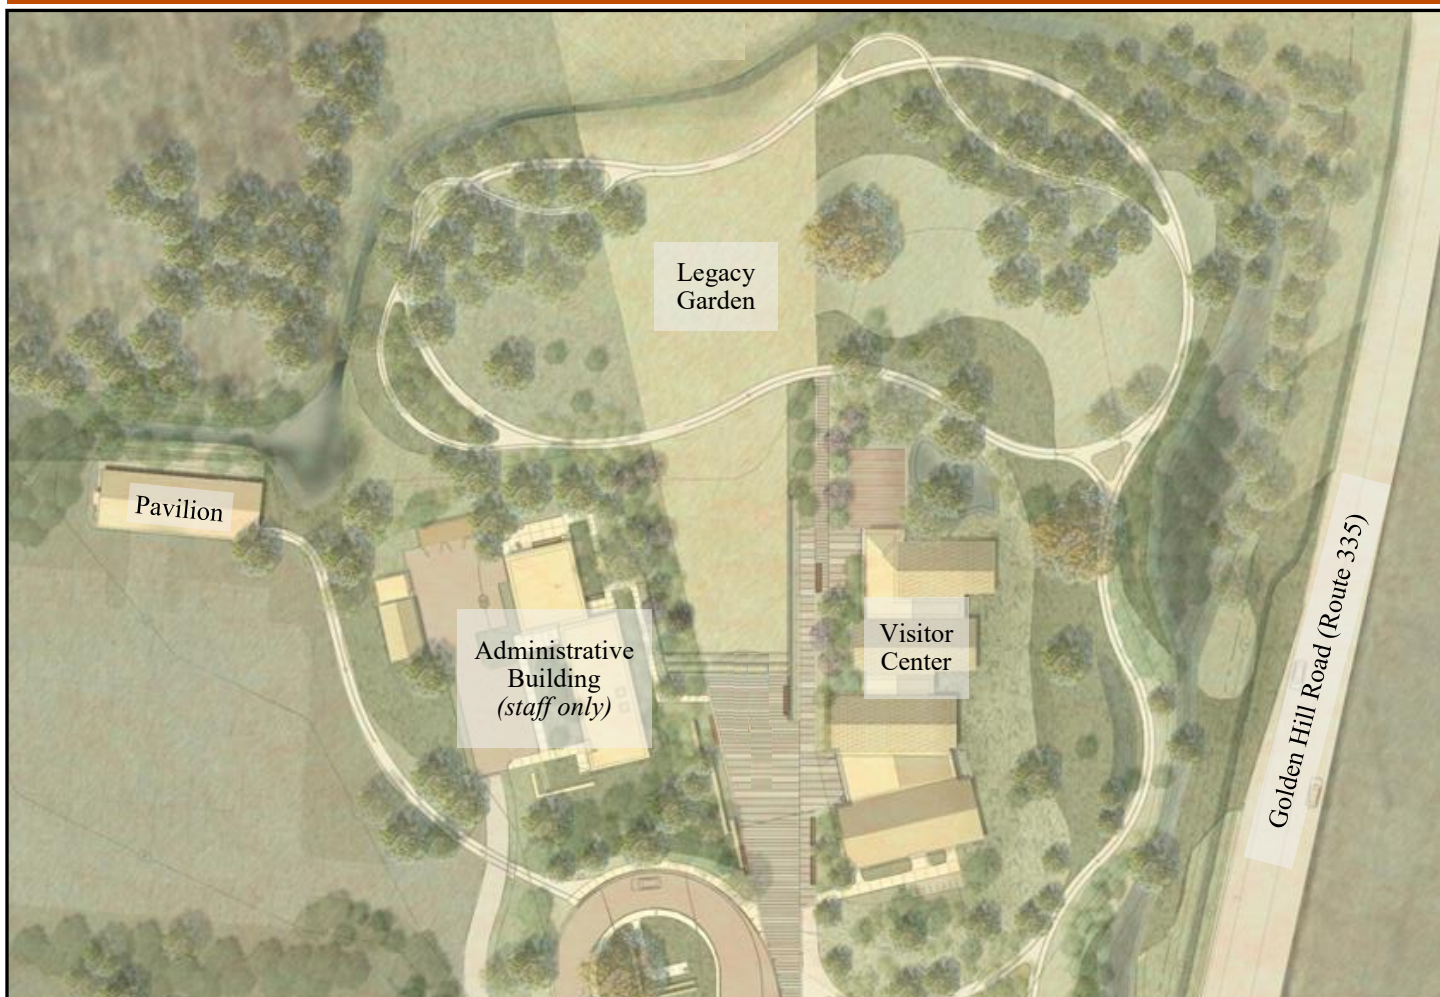 Legacy
Garden
Pavilion
Administrative
Building
(staff only)
Visitor
Center
Golden Hill Road (Route 335)